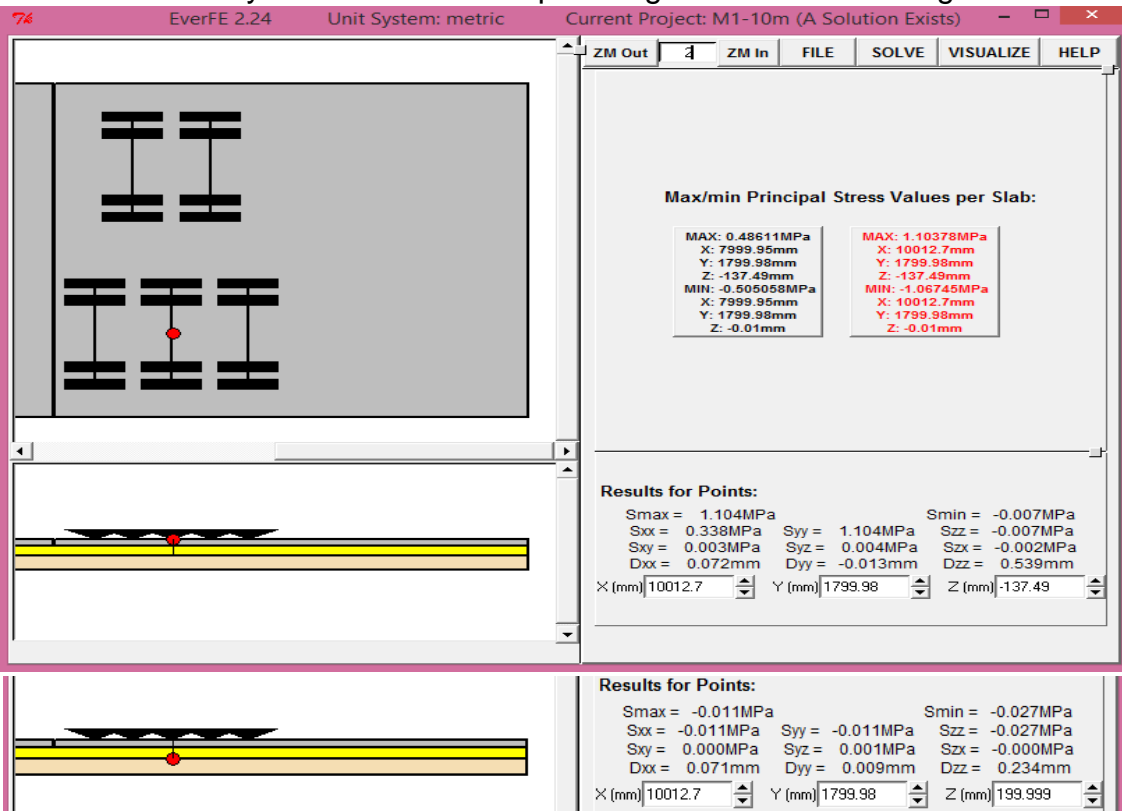 EverFE 2.24 Unit System: metric Current Project: M1-10m (A Solution Exists)
ZM Out 2 ZM In FILE SOLVE VISUALIZE HELP
Max/min Principal Stress Values per Slab:
MAX: 0.48611MPa
X: 7999.95mm
Y: 1799.98mm
Z: -137.49mm
MIN: -0.505058MPa
X: 7999.95mm
Y: 1799.98mm
Z: -0.01mm
MAX: 1.10378MPa
X: 10012.7mm
Y: 1799.98mm
Z: -137.49mm
MIN: -1.06745MPa
X: 10012.7mm
Y: 1799.98mm
Z: -0.01mm
Results for Points:
Smax = 1.104MPa Smin = -0.007MPa
Sxx = 0.338MPa Syy = 1.104MPa Szz = -0.007MPa
Sxy = 0.003MPa Syz = 0.004MPa Szx = -0.002MPa
Dxx = 0.072mm Dyy = -0.013mm Dzz = 0.539mm
X (mm) 10012.7 Y (mm) 1799.98 Z (mm) -137.49
Results for Points:
Smax = -0.011MPa Smin = -0.027MPa
Sxx = -0.011MPa Syy = -0.011MPa Szz = -0.027MPa
Sxy = 0.000MPa Syz = 0.001MPa Szx = -0.000MPa
Dxx = 0.071mm Dyy = 0.009mm Dzz = 0.234mm
X (mm) 10012.7 Y (mm) 1799.98 Z (mm) 199.999